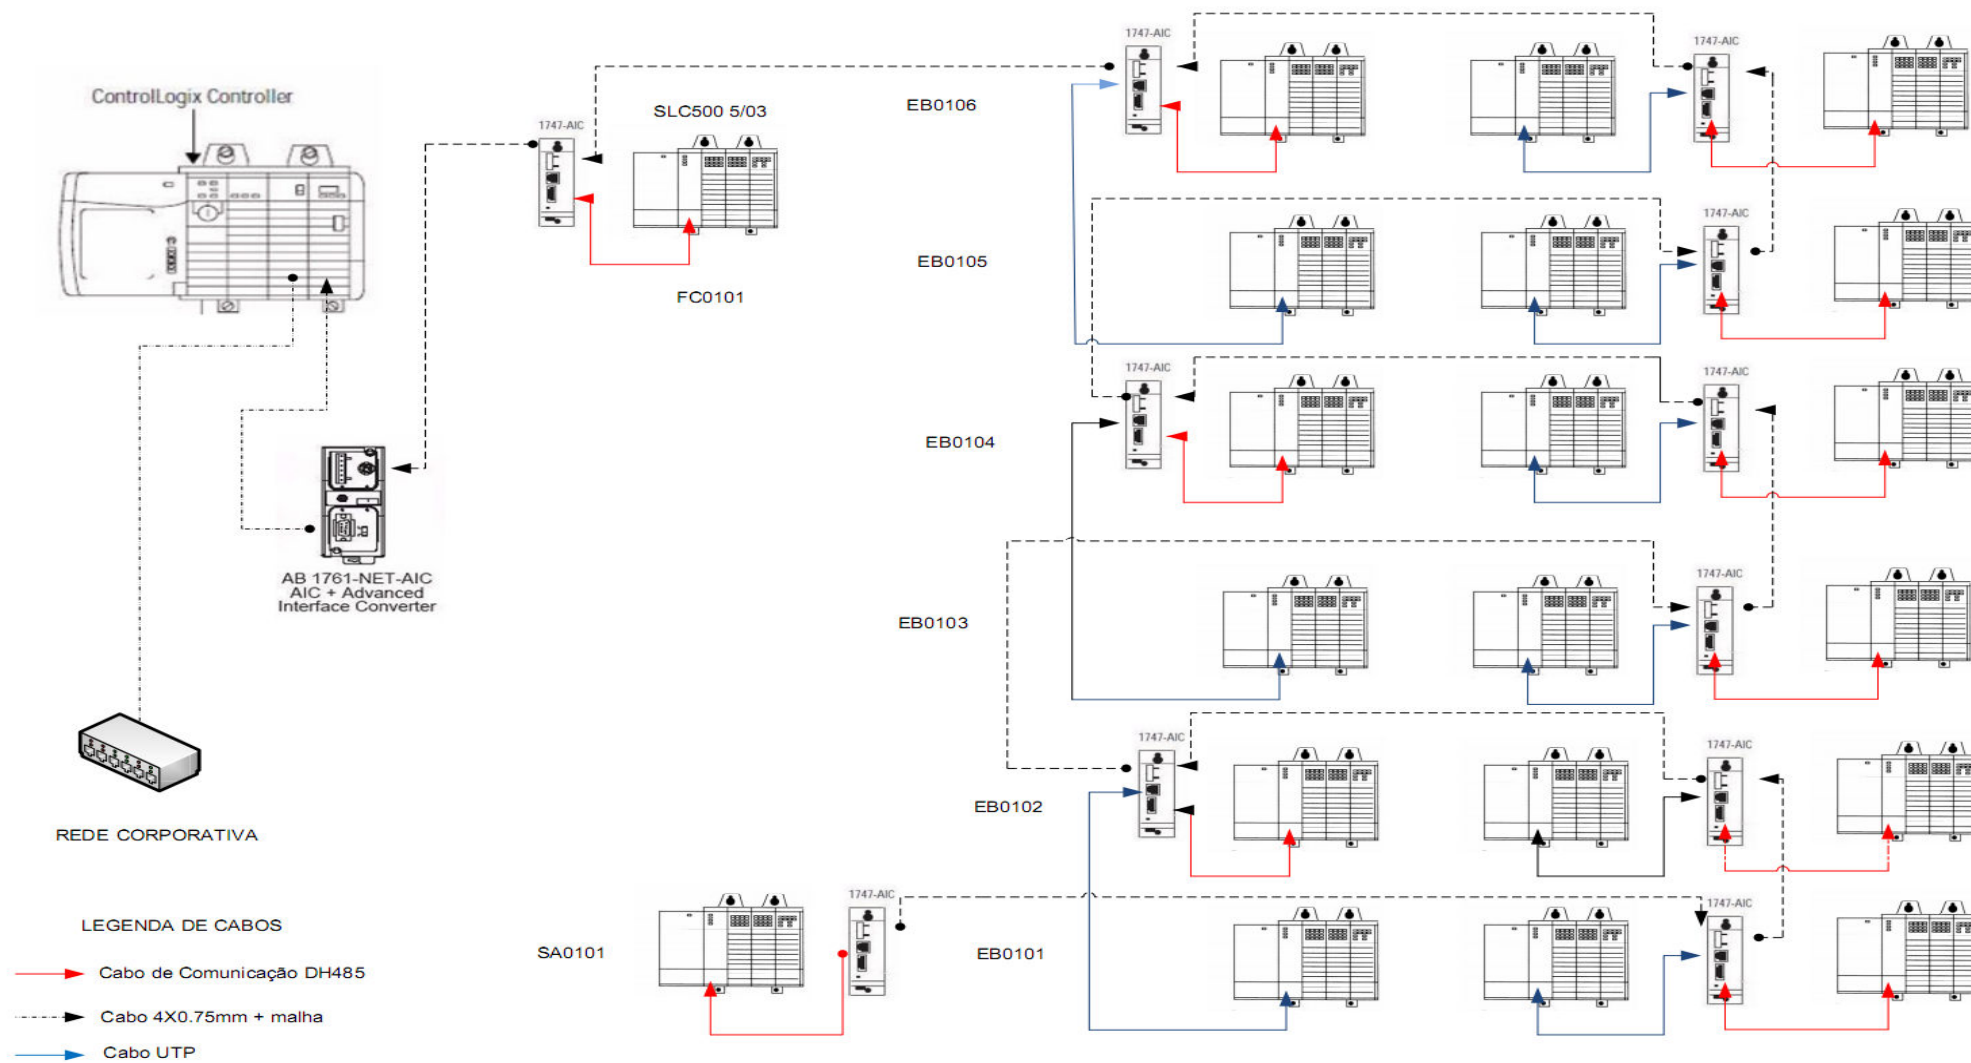 1747-AIC
1747-AIC
ControlLogix Controller
EB0106
SLC500 5/03
1747-AIC
1747-AIC
EB0105
FC0101
1747-AIC
1747-AIC
EB0104
AB 1761-NET-AIC
AIC + Advanced
Interface Converter
1747-AIC
EB0103
1747-AIC
1747-AIC
EB0102
REDE CORPORATIVA
1747-AIC
1747-AIC
LEGENDA DE CABOS
SA0101
EB0101
Cabo de Comunicação DH485
Cabo 4X0.75mm + malha
Cabo UTP